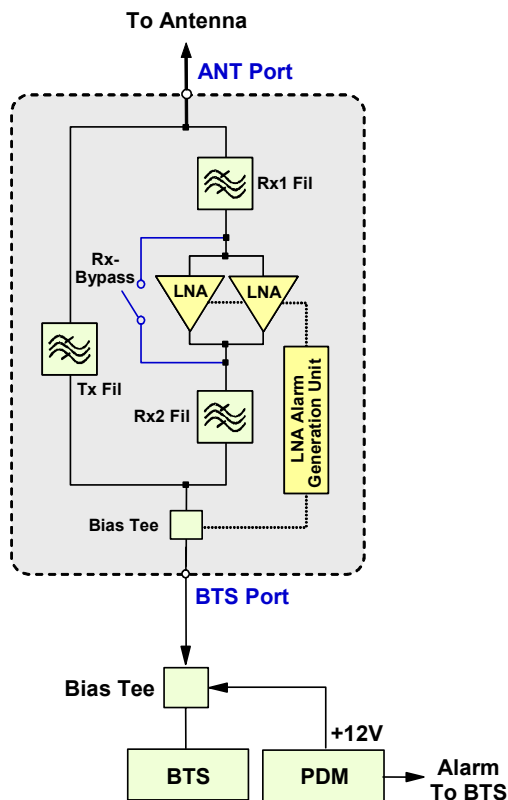 To Antenna
ANT Port
Rx1 Fil
Rx-
Bypass
LNA
LNA
Tx Fil
Rx2 Fil
LNA Alarm
Generation Unit
Bias Tee
BTS Port
Bias Tee
+12V
BTS
PDM
Alarm
To BTS